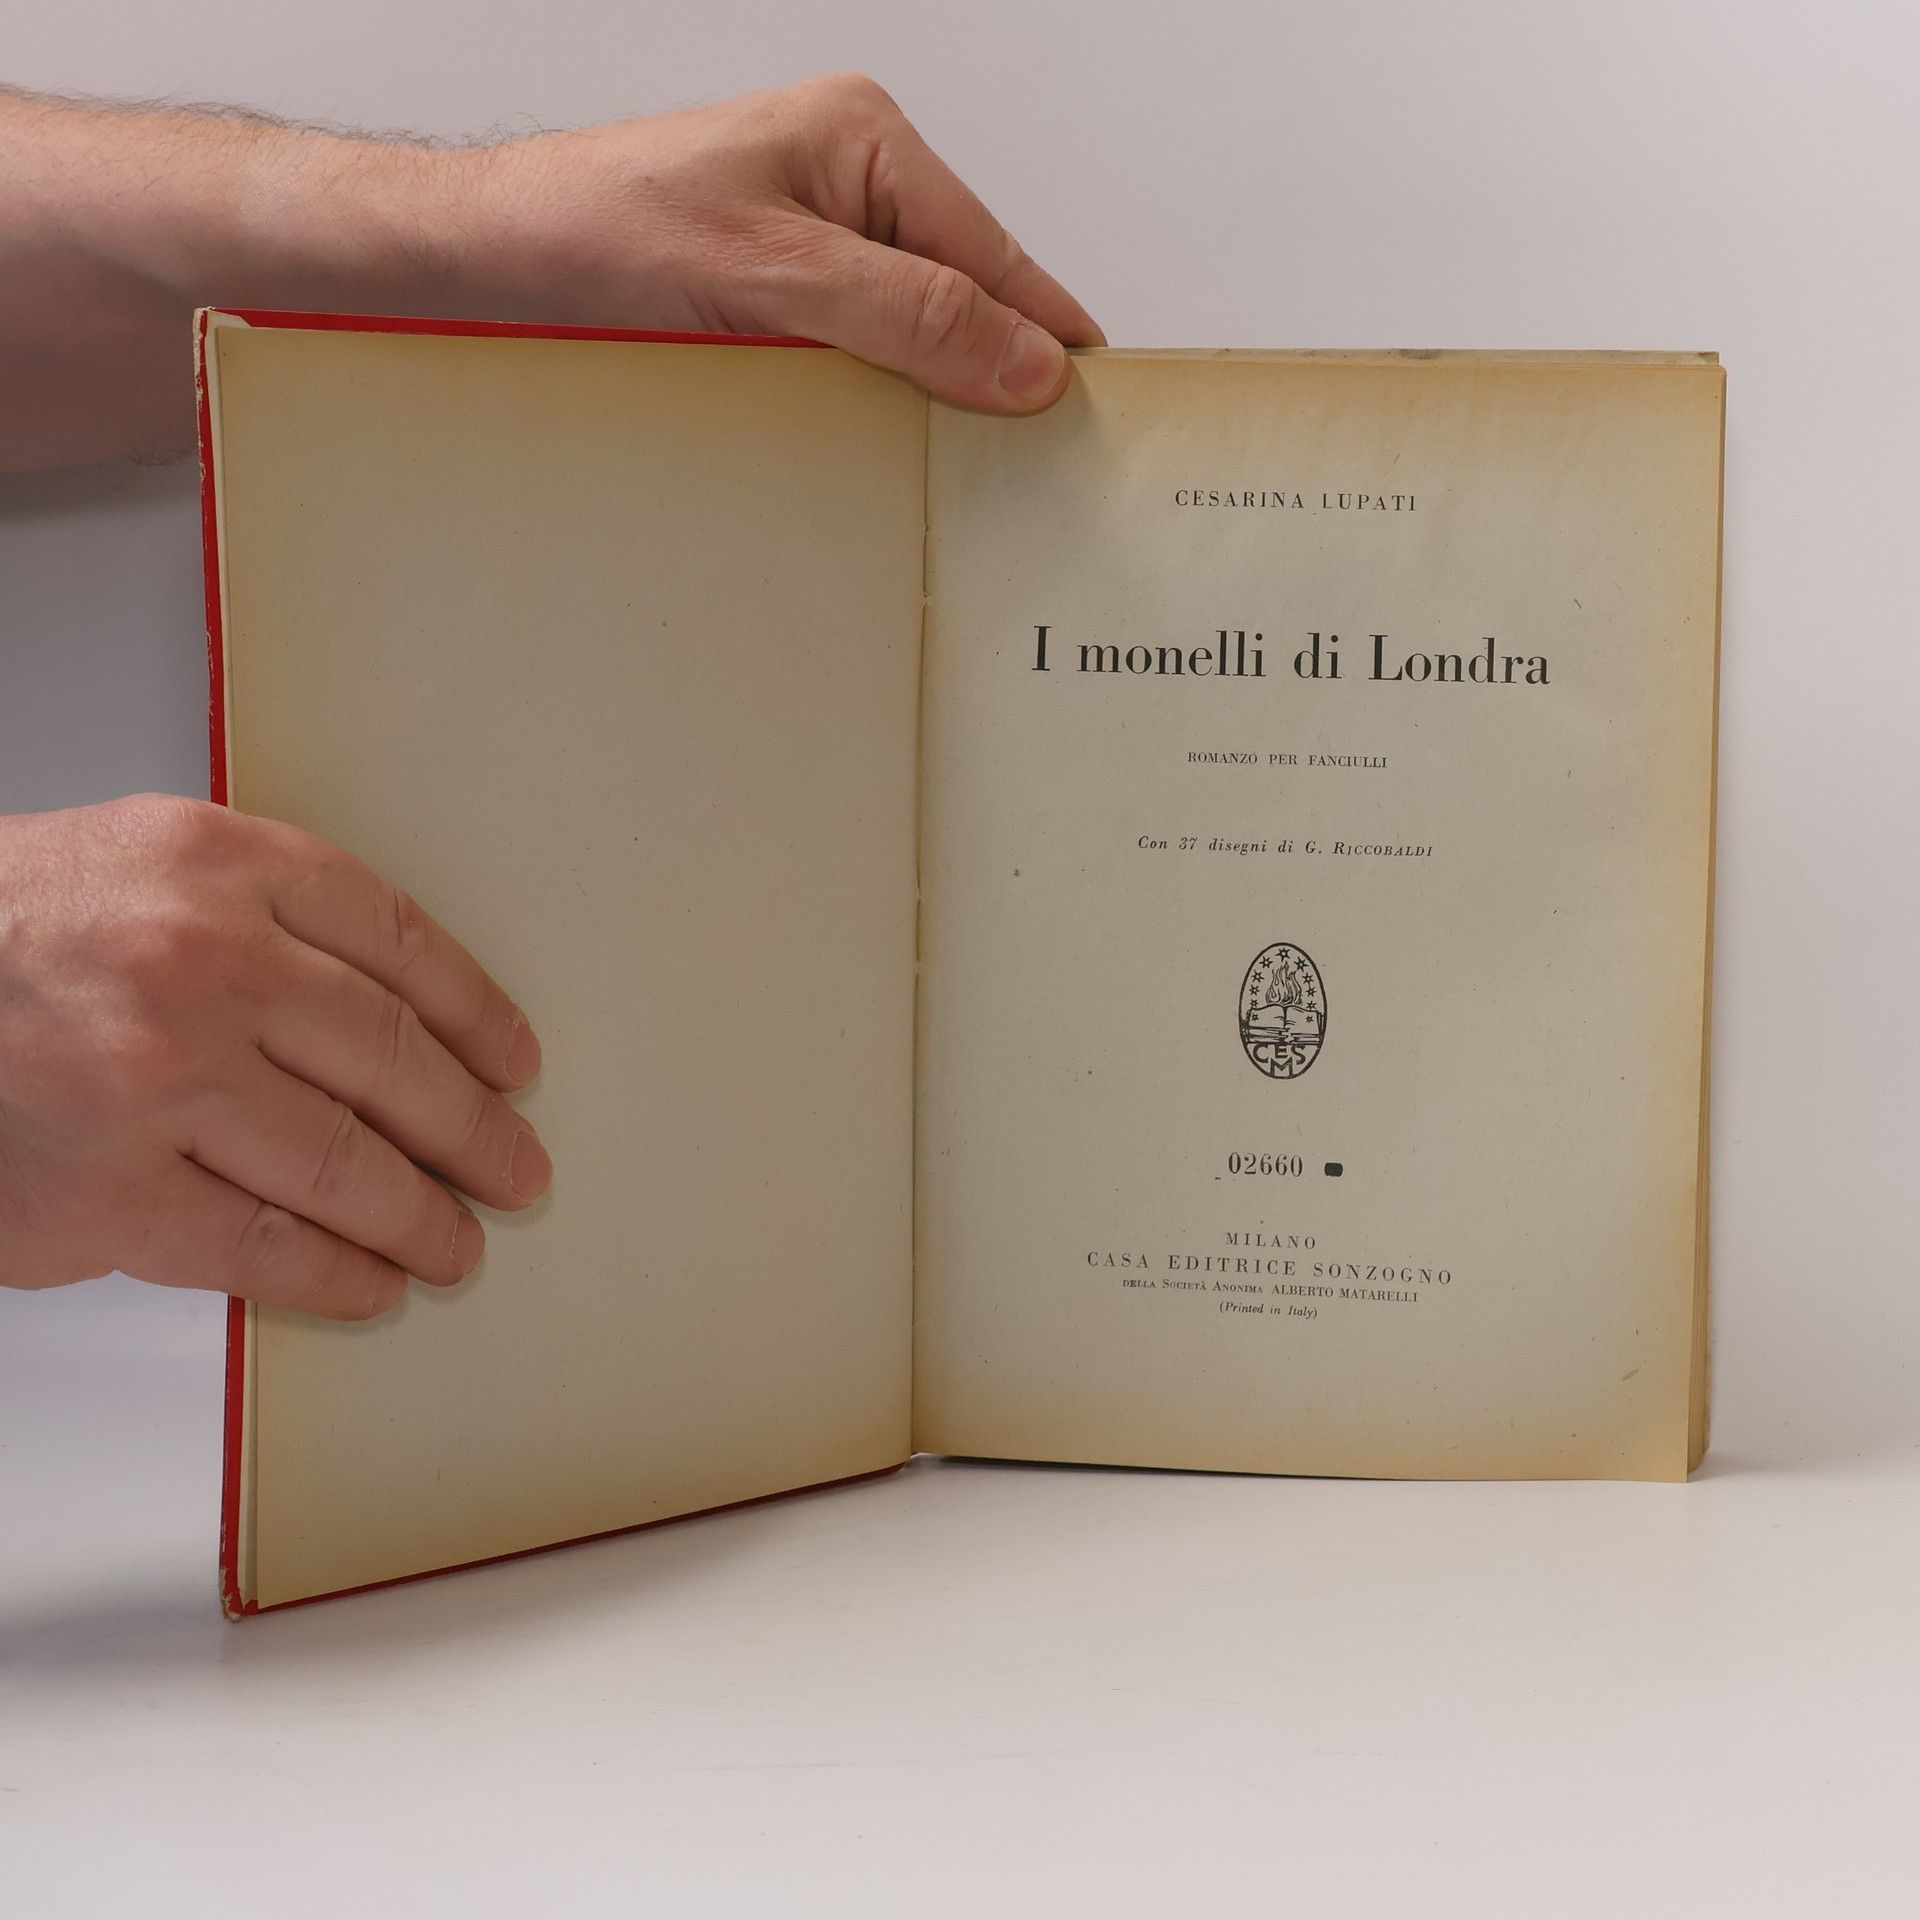 CESARINA LUPATI
I monelli di Londra
ROMANZO PER FANCIULLI
Con 37 disegni di G. RICCOBALDI
CES
M
02660
MILANO
CASA EDITRICE SONZOGNO
DELLA SOCIETÀ ANONIMA ALBERTO MATARELLI
(Printed in Italy)